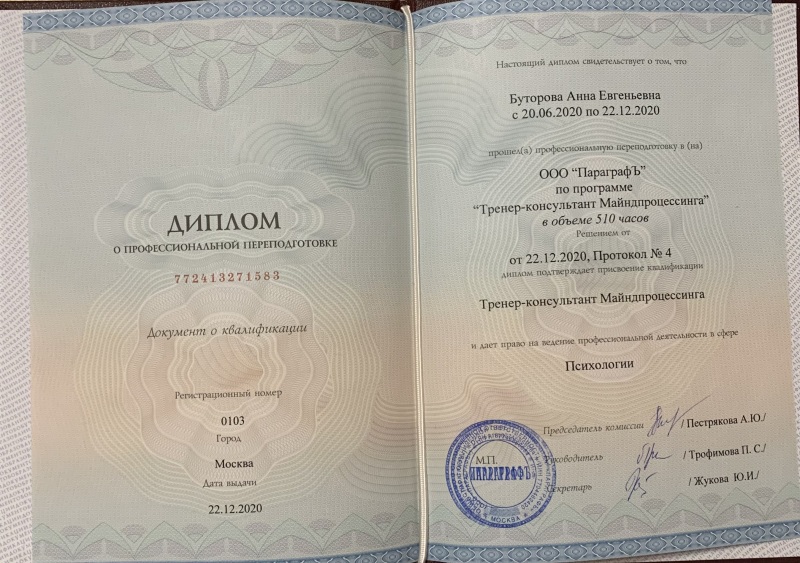 ДИПЛОМ
О ПРОФЕССИОНАЛЬНОЙ ПЕРЕПОДГОТОВКЕ
772413271583
Документ о квалификации
Регистрационный номер
0103
Город
Москва
Дата выдачи
22.12.2020
Настоящий диплом свидетельствует о том, что
Буторова Анна Евгеньевна
с 20.06.2020 по 22.12.2020
прошел(а) профессиональную переподготовку в (на)
ООО “ПараграфЪ”
по программе
“Тренер-консультант Майндпроцессинга”
в объеме 510 часов
Решением от
от 22.12.2020, Протокол № 4
диплом подтверждает присвоение квалификации
Тренер-консультант Майндпроцессинга
и дает право на ведение профессиональной деятельности в сфере
Психологии
Председатель комиссии / Пестрякова А.Ю./
М.П.
Руководитель / Трофимова П. С./
Секретарь / Жукова Ю.И./
ПАРАГРАФЪ
МОСКВА